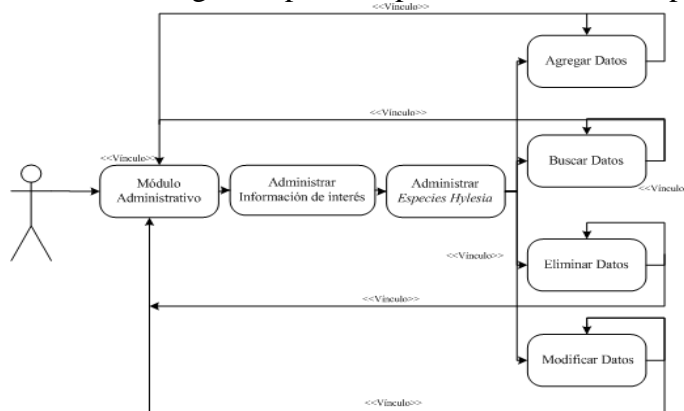 <<Vínculo>>
Agregar Datos
<<Vínculo>>
<<Vínculo>>
Buscar Datos
Módulo
Administrativo
Administrar
Información de interés
Administrar
Especies Hylesia
<<Vínculo
<<Vínculo>>
Eliminar Datos
<<Vínculo>>
Modificar Datos
<<Vínculo>>